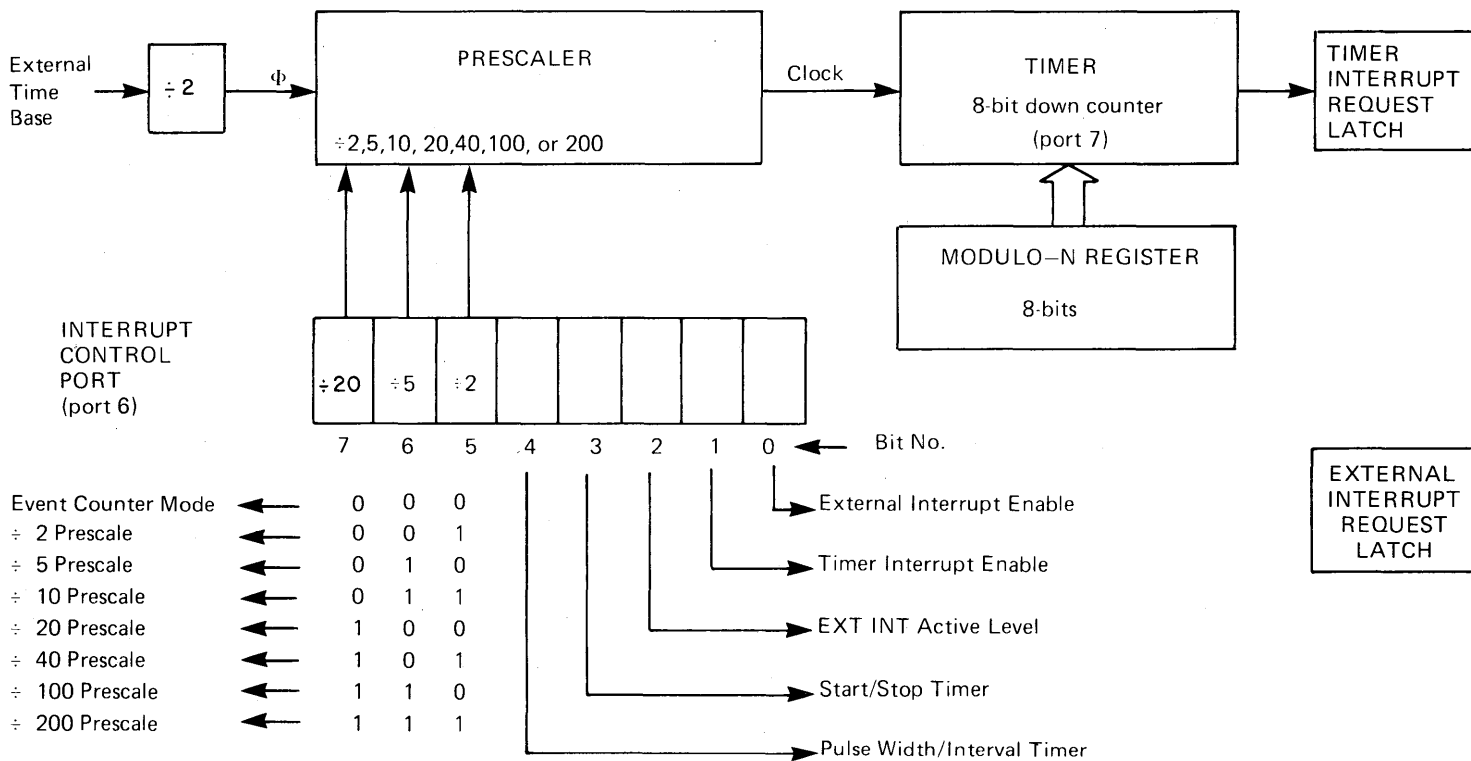 External
Time
Base
÷ 2
Φ
PRESCALER
÷2,5,10, 20,40,100, or 200
Clock
TIMER
8-bit down counter
(port 7)
TIMER
INTERRUPT
REQUEST
LATCH
MODULO–N REGISTER
8-bits
INTERRUPT
CONTROL
PORT
(port 6)
÷20 ÷5 ÷2
7 6 5 4 3 2 1 0 Bit No.
Event Counter Mode 0 0 0
÷ 2 Prescale 0 0 1
÷ 5 Prescale 0 1 0
÷ 10 Prescale 0 1 1
÷ 20 Prescale 1 0 0
÷ 40 Prescale 1 0 1
÷ 100 Prescale 1 1 0
÷ 200 Prescale 1 1 1
External Interrupt Enable
Timer Interrupt Enable
EXT INT Active Level
Start/Stop Timer
Pulse Width/Interval Timer
EXTERNAL
INTERRUPT
REQUEST
LATCH